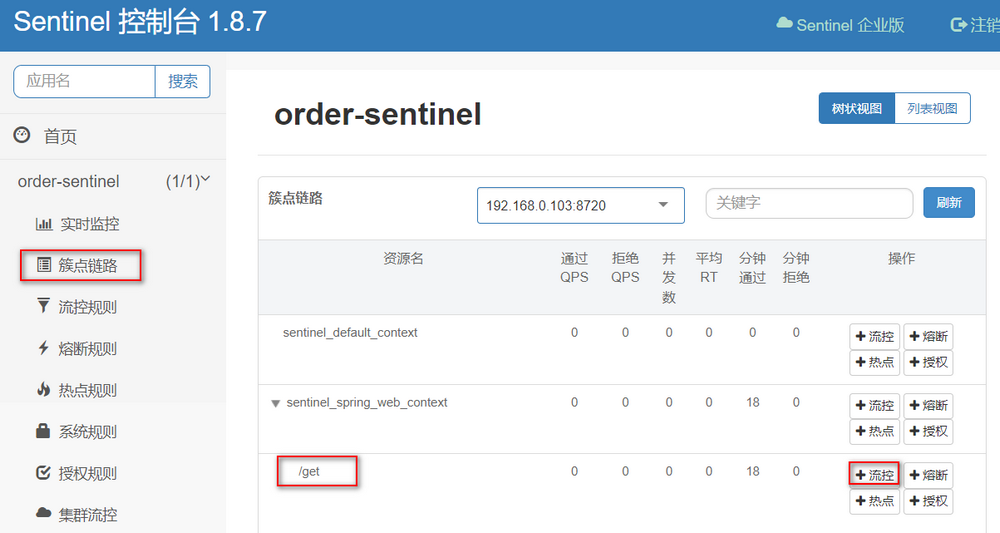 Sentinel 控制台 1.8.7
Sentinel 企业版
注销
应用名
搜索
首页
order-sentinel (1/1)
实时监控
簇点链路
流控规则
熔断规则
热点规则
系统规则
授权规则
集群流控
order-sentinel
树状视图
列表视图
簇点链路
192.168.0.103:8720
关键字
刷新
资源名 通过QPS 拒绝QPS 并发数 平均RT 分钟通过 分钟拒绝 操作
sentinel_default_context 0 0 0 0 0 0
+ 流控 + 熔断
+ 热点 + 授权
sentinel_spring_web_context 0 0 0 0 18 0
+ 流控 + 熔断
+ 热点 + 授权
/get 0 0 0 0 18 0
+ 流控 + 熔断
+ 热点 + 授权